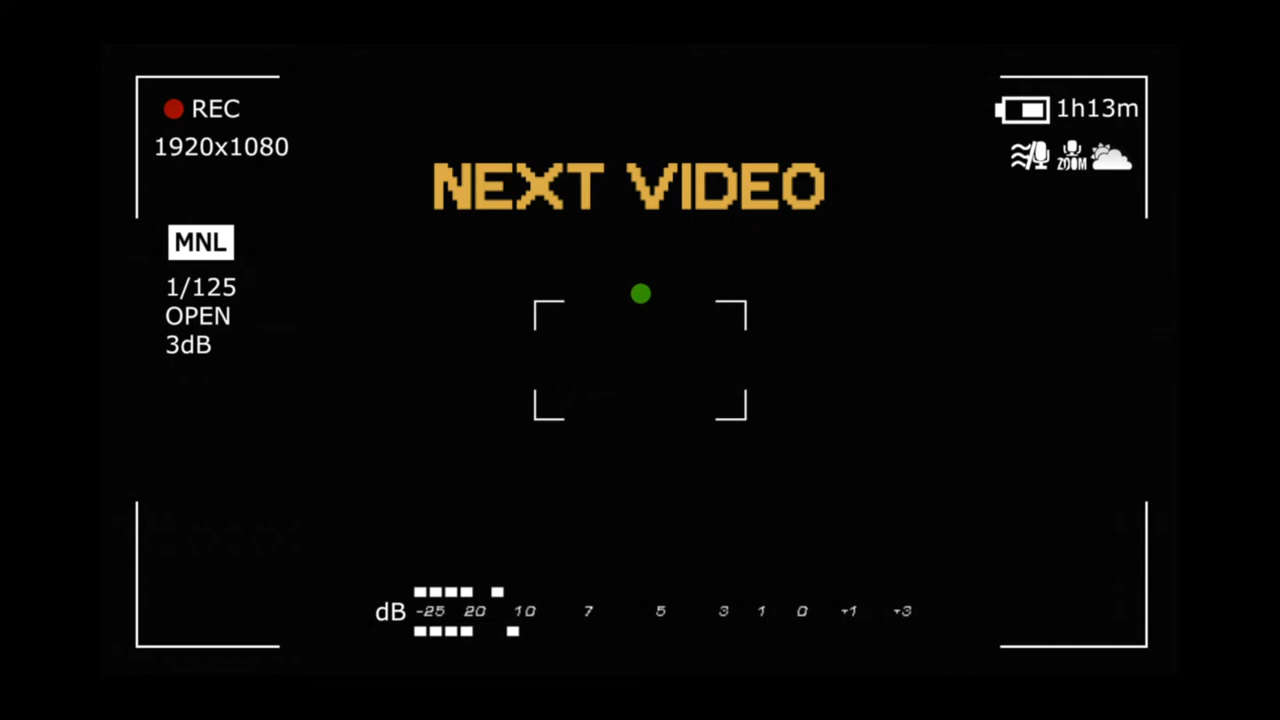 REC
1920x1080
1h13m
ZOOM
NEXT VIDEO
MNL
1/125
OPEN
3dB
dB -25 20 10 7 5 3 1 0 +1 +3